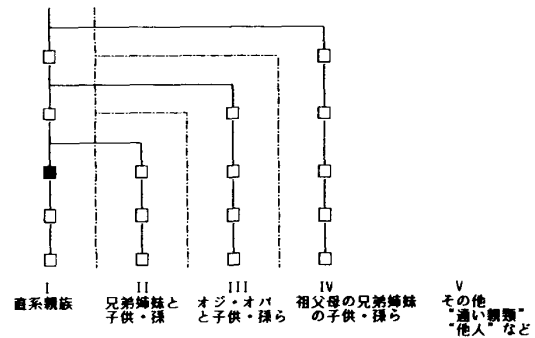 I
直系親族
II
兄弟姉妹と
子供・孫
III
オジ・オバ
と子供・孫ら
IV
祖父母の兄弟姉妹
の子供・孫ら
V
その他
"遠い親類"
"他人"など